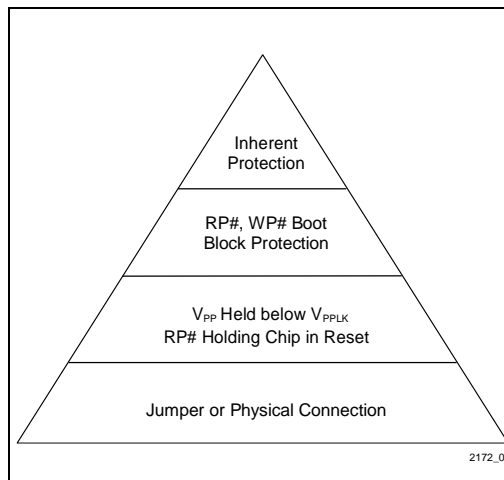 Inherent
Protection
RP#, WP# Boot
Block Protection
VPP Held below VPPLK
RP# Holding Chip in Reset
Jumper or Physical Connection
2172_0